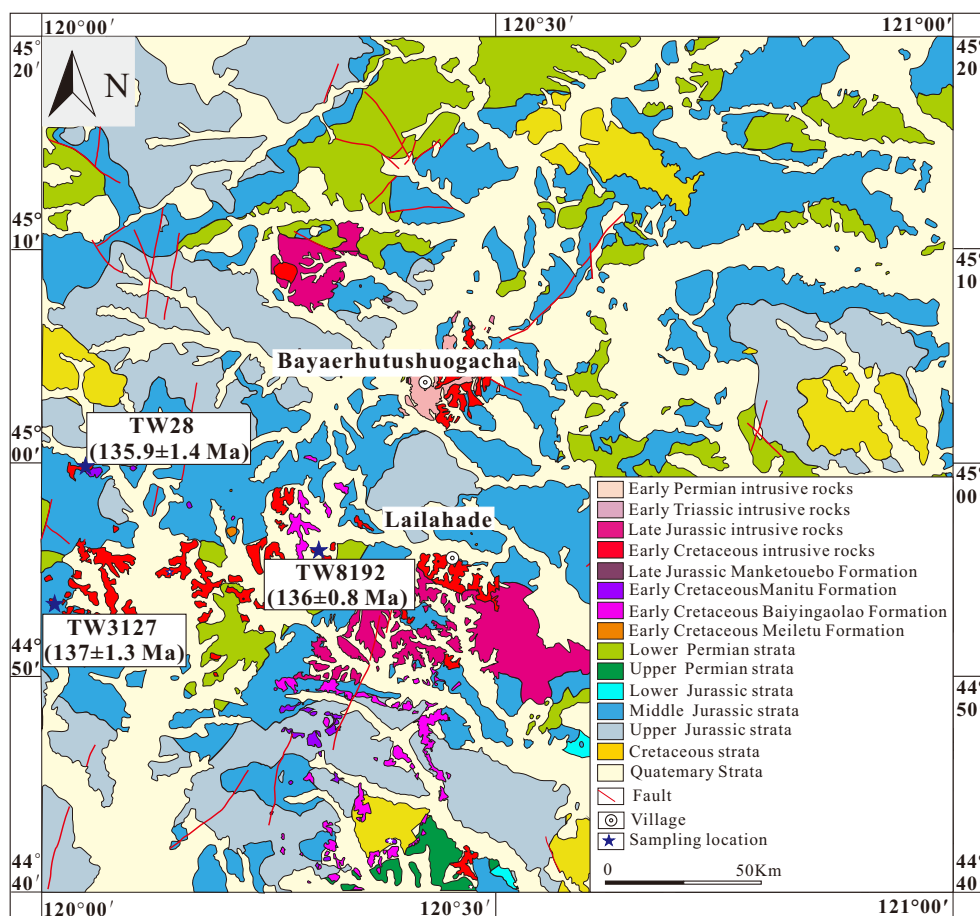 120°00′
120°30′
121°00′
45°
20′
45°
20′
N
45°
10′
45°
10′
Bayaerhutushuogacha
TW28
(135.9±1.4 Ma)
45°
00′
45°
00′
Lailahade
TW8192
(136±0.8 Ma)
TW3127
(137±1.3 Ma)
44°
50′
44°
50′
Early Permian intrusive rocks
Early Triassic intrusive rocks
Late Jurassic intrusive rocks
Early Cretaceous intrusive rocks
Late Jurassic Manketouebo Formation
Early CretaceousManitu Formation
Early Cretaceous Baiyingaolao Formation
Early Cretaceous Meiletu Formation
Lower Permian strata
Upper Permian strata
Lower Jurassic strata
Middle Jurassic strata
Upper Jurassic strata
Cretaceous strata
Quatemary Strata
Fault
Village
Sampling location
0 50Km
44°
40′
44°
40′
120°00′
120°30′
121°00′